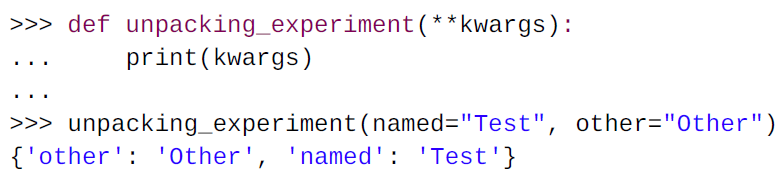 >>> def unpacking_experiment(**kwargs):
...     print(kwargs)
...
>>> unpacking_experiment(named="Test", other="Other")
{'other': 'Other', 'named': 'Test'}